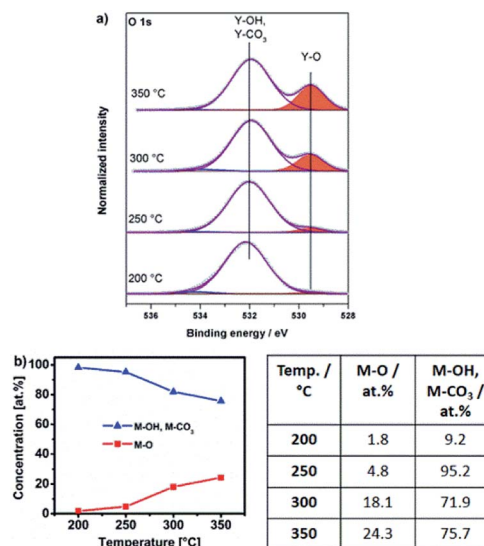 a)
O 1s
Y-OH,
Y-CO3
Y-O
350 °C
300 °C
250 °C
200 °C
Normalized intensity
536 534 532 530 528
Binding energy / eV
b)
100
80
60
40
20
0
Concentration [at.%]
M-OH, M-CO3
M-O
200 250 300 350
Temperature [°C]
Temp. / °C M-O / at.% M-OH, M-CO3 / at.%
200 1.8 9.2
250 4.8 95.2
300 18.1 71.9
350 24.3 75.7